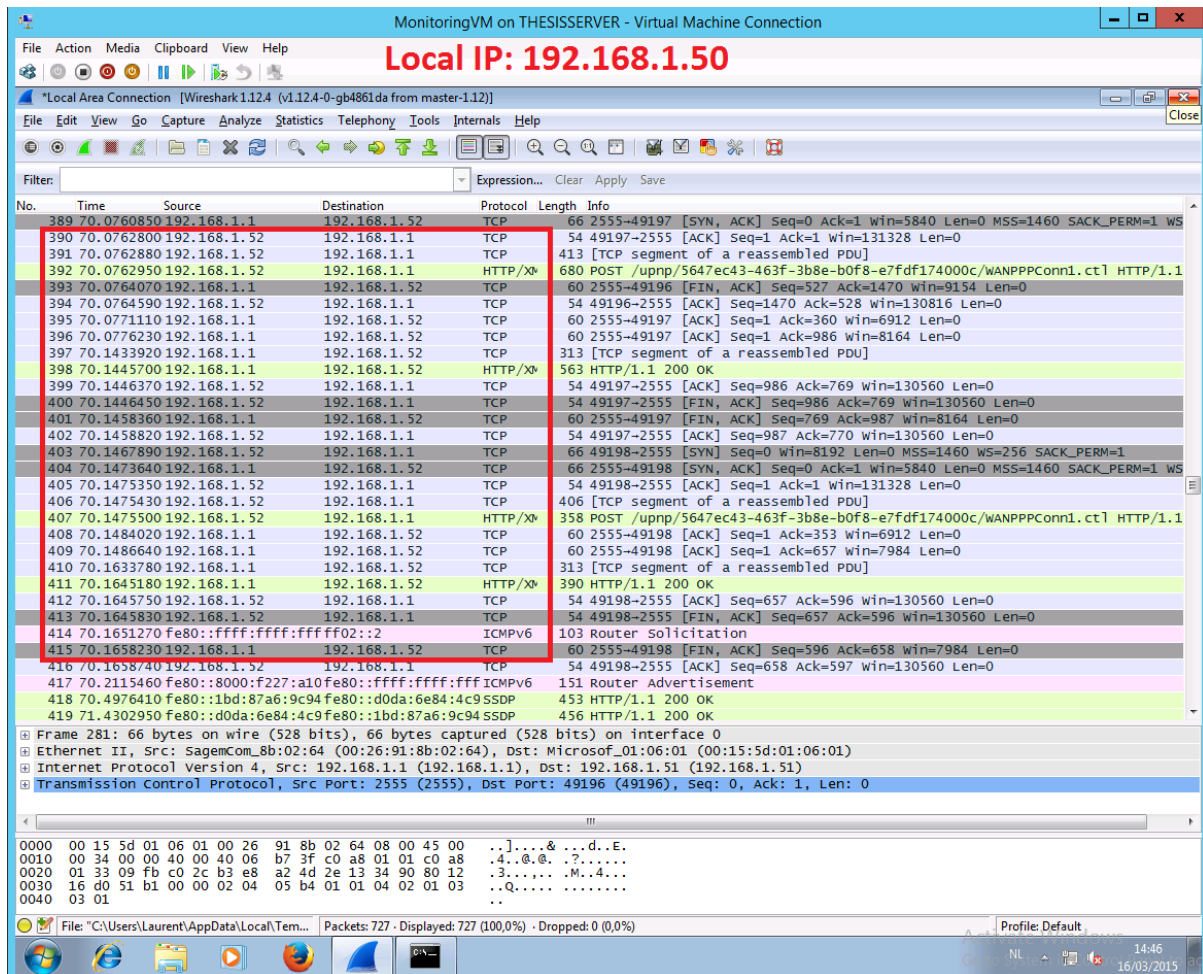 MonitoringVM on THESISSERVER - Virtual Machine Connection
File Action Media Clipboard View Help
Local IP: 192.168.1.50
*Local Area Connection [Wireshark 1.12.4 (v1.12.4-0-gb4861da from master-1.12)]
Close
File Edit View Go Capture Analyze Statistics Telephony Tools Internals Help
Filter: Expression... Clear Apply Save
No. Time Source Destination Protocol Length Info
389 70.0760850 192.168.1.1 192.168.1.52 TCP 66 2555→49197 [SYN, ACK] Seq=0 Ack=1 Win=5840 Len=0 MSS=1460 SACK_PERM=1 WS
390 70.0762800 192.168.1.52 192.168.1.1 TCP 54 49197→2555 [ACK] Seq=1 Ack=1 Win=131328 Len=0
391 70.0762880 192.168.1.52 192.168.1.1 TCP 413 [TCP segment of a reassembled PDU]
392 70.0762950 192.168.1.52 192.168.1.1 HTTP/XM 680 POST /upnp/5647ec43-463f-3b8e-b0f8-e7fdf174000c/WANPPPConn1.ctl HTTP/1.1
393 70.0764070 192.168.1.1 192.168.1.52 TCP 60 2555→49196 [FIN, ACK] Seq=527 Ack=1470 Win=9154 Len=0
394 70.0764590 192.168.1.52 192.168.1.1 TCP 54 49196→2555 [ACK] Seq=1470 Ack=528 Win=130816 Len=0
395 70.0771110 192.168.1.1 192.168.1.52 TCP 60 2555→49197 [ACK] Seq=1 Ack=360 Win=6912 Len=0
396 70.0776230 192.168.1.1 192.168.1.52 TCP 60 2555→49197 [ACK] Seq=1 Ack=986 Win=8164 Len=0
397 70.1433920 192.168.1.1 192.168.1.52 TCP 313 [TCP segment of a reassembled PDU]
398 70.1445700 192.168.1.1 192.168.1.52 HTTP/XM 563 HTTP/1.1 200 OK
399 70.1446370 192.168.1.52 192.168.1.1 TCP 54 49197→2555 [ACK] Seq=986 Ack=769 Win=130560 Len=0
400 70.1446450 192.168.1.52 192.168.1.1 TCP 54 49197→2555 [FIN, ACK] Seq=986 Ack=769 Win=130560 Len=0
401 70.1458360 192.168.1.1 192.168.1.52 TCP 60 2555→49197 [FIN, ACK] Seq=769 Ack=987 Win=8164 Len=0
402 70.1458820 192.168.1.52 192.168.1.1 TCP 54 49197→2555 [ACK] Seq=987 Ack=770 Win=130560 Len=0
403 70.1467890 192.168.1.52 192.168.1.1 TCP 66 49198→2555 [SYN] Seq=0 Win=8192 Len=0 MSS=1460 WS=256 SACK_PERM=1
404 70.1473640 192.168.1.1 192.168.1.52 TCP 66 2555→49198 [SYN, ACK] Seq=0 Ack=1 Win=5840 Len=0 MSS=1460 SACK_PERM=1 WS
405 70.1475350 192.168.1.52 192.168.1.1 TCP 54 49198→2555 [ACK] Seq=1 Ack=1 Win=131328 Len=0
406 70.1475430 192.168.1.52 192.168.1.1 TCP 406 [TCP segment of a reassembled PDU]
407 70.1475500 192.168.1.52 192.168.1.1 HTTP/XM 358 POST /upnp/5647ec43-463f-3b8e-b0f8-e7fdf174000c/WANPPPConn1.ctl HTTP/1.1
408 70.1484020 192.168.1.1 192.168.1.52 TCP 60 2555→49198 [ACK] Seq=1 Ack=353 Win=6912 Len=0
409 70.1486640 192.168.1.1 192.168.1.52 TCP 60 2555→49198 [ACK] Seq=1 Ack=657 Win=7984 Len=0
410 70.1633780 192.168.1.1 192.168.1.52 TCP 313 [TCP segment of a reassembled PDU]
411 70.1645180 192.168.1.1 192.168.1.52 HTTP/XM 390 HTTP/1.1 200 OK
412 70.1645750 192.168.1.52 192.168.1.1 TCP 54 49198→2555 [ACK] Seq=657 Ack=596 Win=130560 Len=0
413 70.1645830 192.168.1.52 192.168.1.1 TCP 54 49198→2555 [FIN, ACK] Seq=657 Ack=596 Win=130560 Len=0
414 70.1651270 fe80::ffff:ffff:fff ff02::2 ICMPv6 103 Router Solicitation
415 70.1658230 192.168.1.1 192.168.1.52 TCP 60 2555→49198 [FIN, ACK] Seq=596 Ack=658 Win=7984 Len=0
416 70.1658740 192.168.1.52 192.168.1.1 TCP 54 49198→2555 [ACK] Seq=658 Ack=597 Win=130560 Len=0
417 70.2115460 fe80::8000:f227:a10 fe80::ffff:ffff:fff ICMPv6 151 Router Advertisement
418 70.4976410 fe80::1bd:87a6:9c94 fe80::d0da:6e84:4c9 SSDP 453 HTTP/1.1 200 OK
419 71.4302950 fe80::d0da:6e84:4c9 fe80::1bd:87a6:9c94 SSDP 456 HTTP/1.1 200 OK
Frame 281: 66 bytes on wire (528 bits), 66 bytes captured (528 bits) on interface 0
Ethernet II, Src: SagemCom_8b:02:64 (00:26:91:8b:02:64), Dst: Microsof_01:06:01 (00:15:5d:01:06:01)
Internet Protocol Version 4, Src: 192.168.1.1 (192.168.1.1), Dst: 192.168.1.51 (192.168.1.51)
Transmission Control Protocol, Src Port: 2555 (2555), Dst Port: 49196 (49196), Seq: 0, Ack: 1, Len: 0
0000 00 15 5d 01 06 01 00 26 91 8b 02 64 08 00 45 00 ..]....& ...d..E.
0010 00 34 00 00 40 00 40 06 b7 3f c0 a8 01 01 c0 a8 .4..@.@. .?......
0020 01 33 09 fb c0 2c b3 e8 a2 4d 2e 13 34 90 80 12 .3...,.. .M..4...
0030 16 d0 51 b1 00 00 02 04 05 b4 01 01 04 02 01 03 ..Q..... ........
0040 03 01 ..
File: "C:\Users\Laurent\AppData\Local\Tem... Packets: 727 · Displayed: 727 (100,0%) · Dropped: 0 (0,0%) Profile: Default
Activate Windows
NL 14:46
16/03/2015